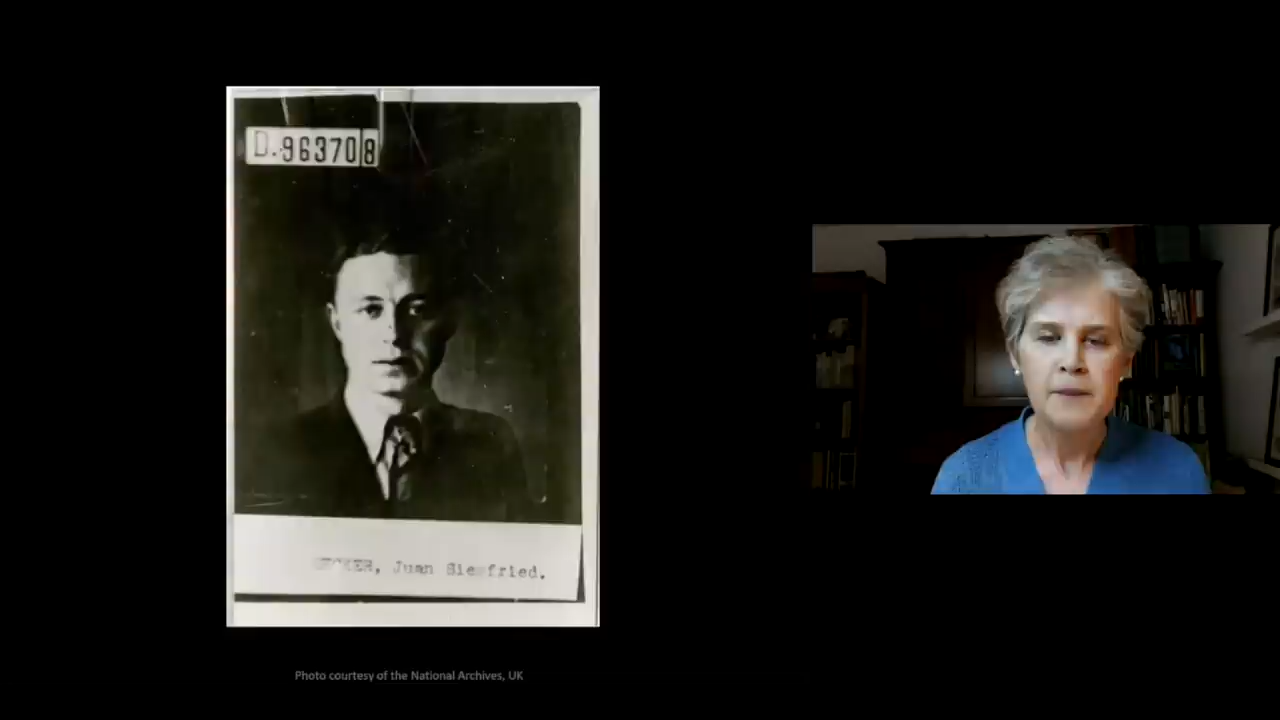 D.963708
Juan Siegfried.
Photo courtesy of the National Archives, UK